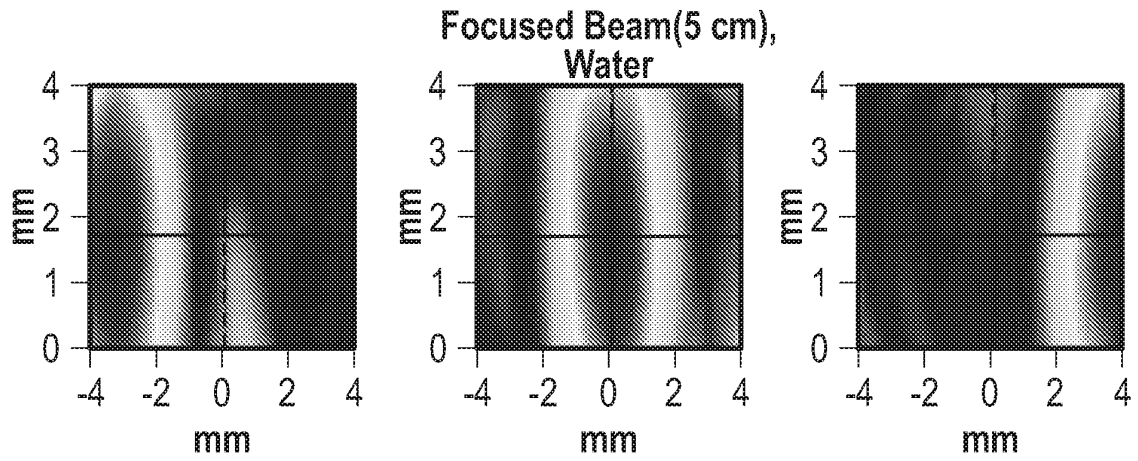 Focused Beam(5 cm),
Water
4 4 4
3 3 3
mm 2 mm 2 mm 2
1 1 1
0 0 0
-4 -2 0 2 4 -4 -2 0 2 4 -4 -2 0 2 4
mm mm mm